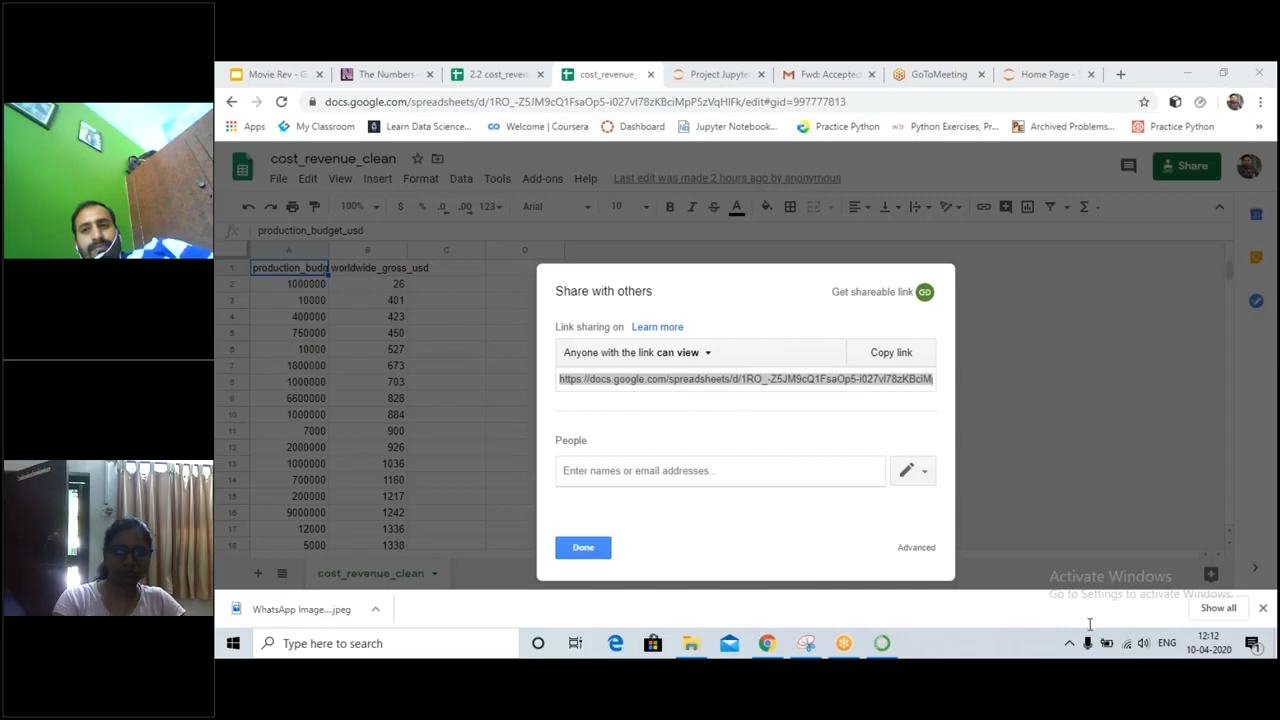 Movie Rev - G
The Numbers -
2.2 cost_reven
cost_revenue_
Project Jupyte
Fwd: Accepted
GoToMeeting
Home Page -
docs.google.com/spreadsheets/d/1RO_-Z5JM9cQ1FsaOp5-i027vI78zKBciMpP5zVqHIFk/edit#gid=997777813
Apps
My Classroom
Learn Data Science...
Welcome | Coursera
Dashboard
Jupyter Notebook...
Practice Python
Python Exercises, Pr...
Archived Problems...
Practice Python
cost_revenue_clean
Share
File Edit View Insert Format Data Tools Add-ons Help Last edit was made 2 hours ago by anonymous
100% $ % .0 .00 123 Arial 10 B I S A
fx production_budget_usd
A B C D
1 production_budg worldwide_gross_usd
2 1000000 26
3 10000 401
4 400000 423
5 750000 450
6 10000 527
7 1800000 673
8 1000000 703
9 6600000 828
10 1000000 884
11 7000 900
12 2000000 926
13 1000000 1036
14 700000 1160
15 200000 1217
16 9000000 1242
17 12000 1336
18 5000 1338
Share with others
Get shareable link
Link sharing on Learn more
Anyone with the link can view
Copy link
https://docs.google.com/spreadsheets/d/1RO_-Z5JM9cQ1FsaOp5-i027vI78zKBciM
People
Enter names or email addresses...
Done
Advanced
cost_revenue_clean
Activate Windows
Go to Settings to activate Windows.
WhatsApp Image....jpeg
Show all
Type here to search
ENG
12:12
10-04-2020
1